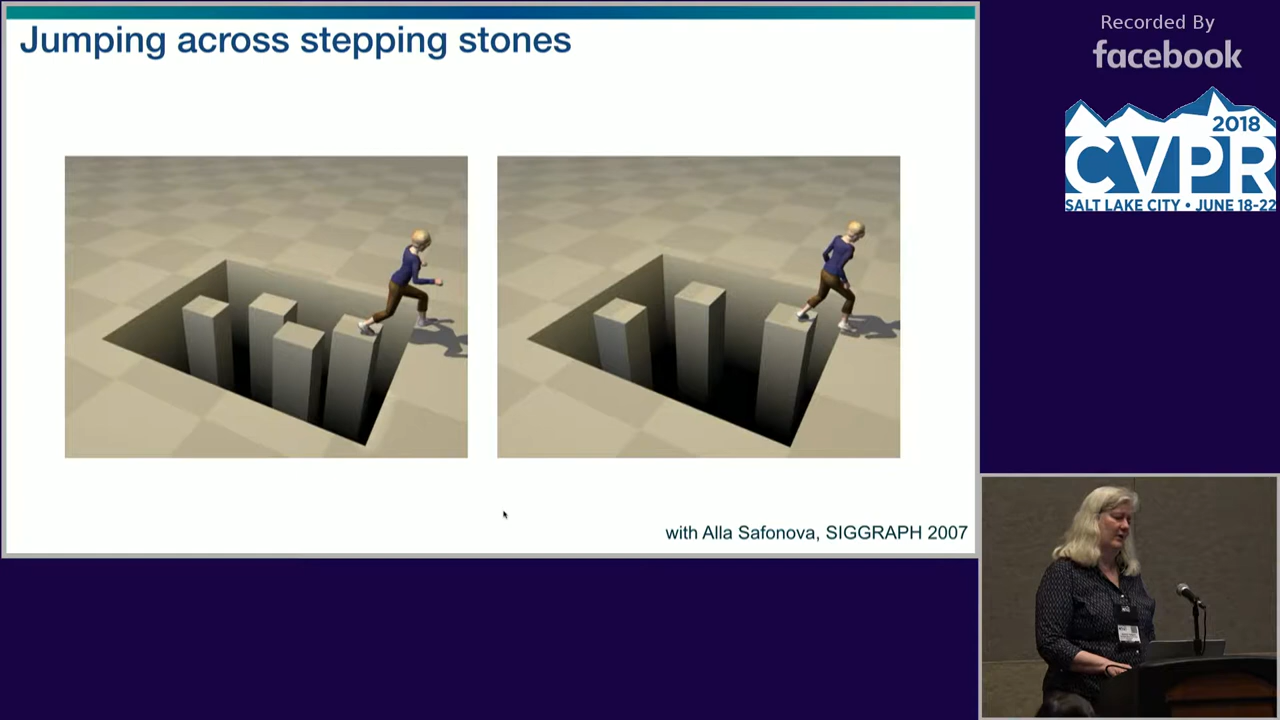 Jumping across stepping stones
with Alla Safonova, SIGGRAPH 2007
Recorded By
facebook
2018
CVPR
SALT LAKE CITY • JUNE 18-22